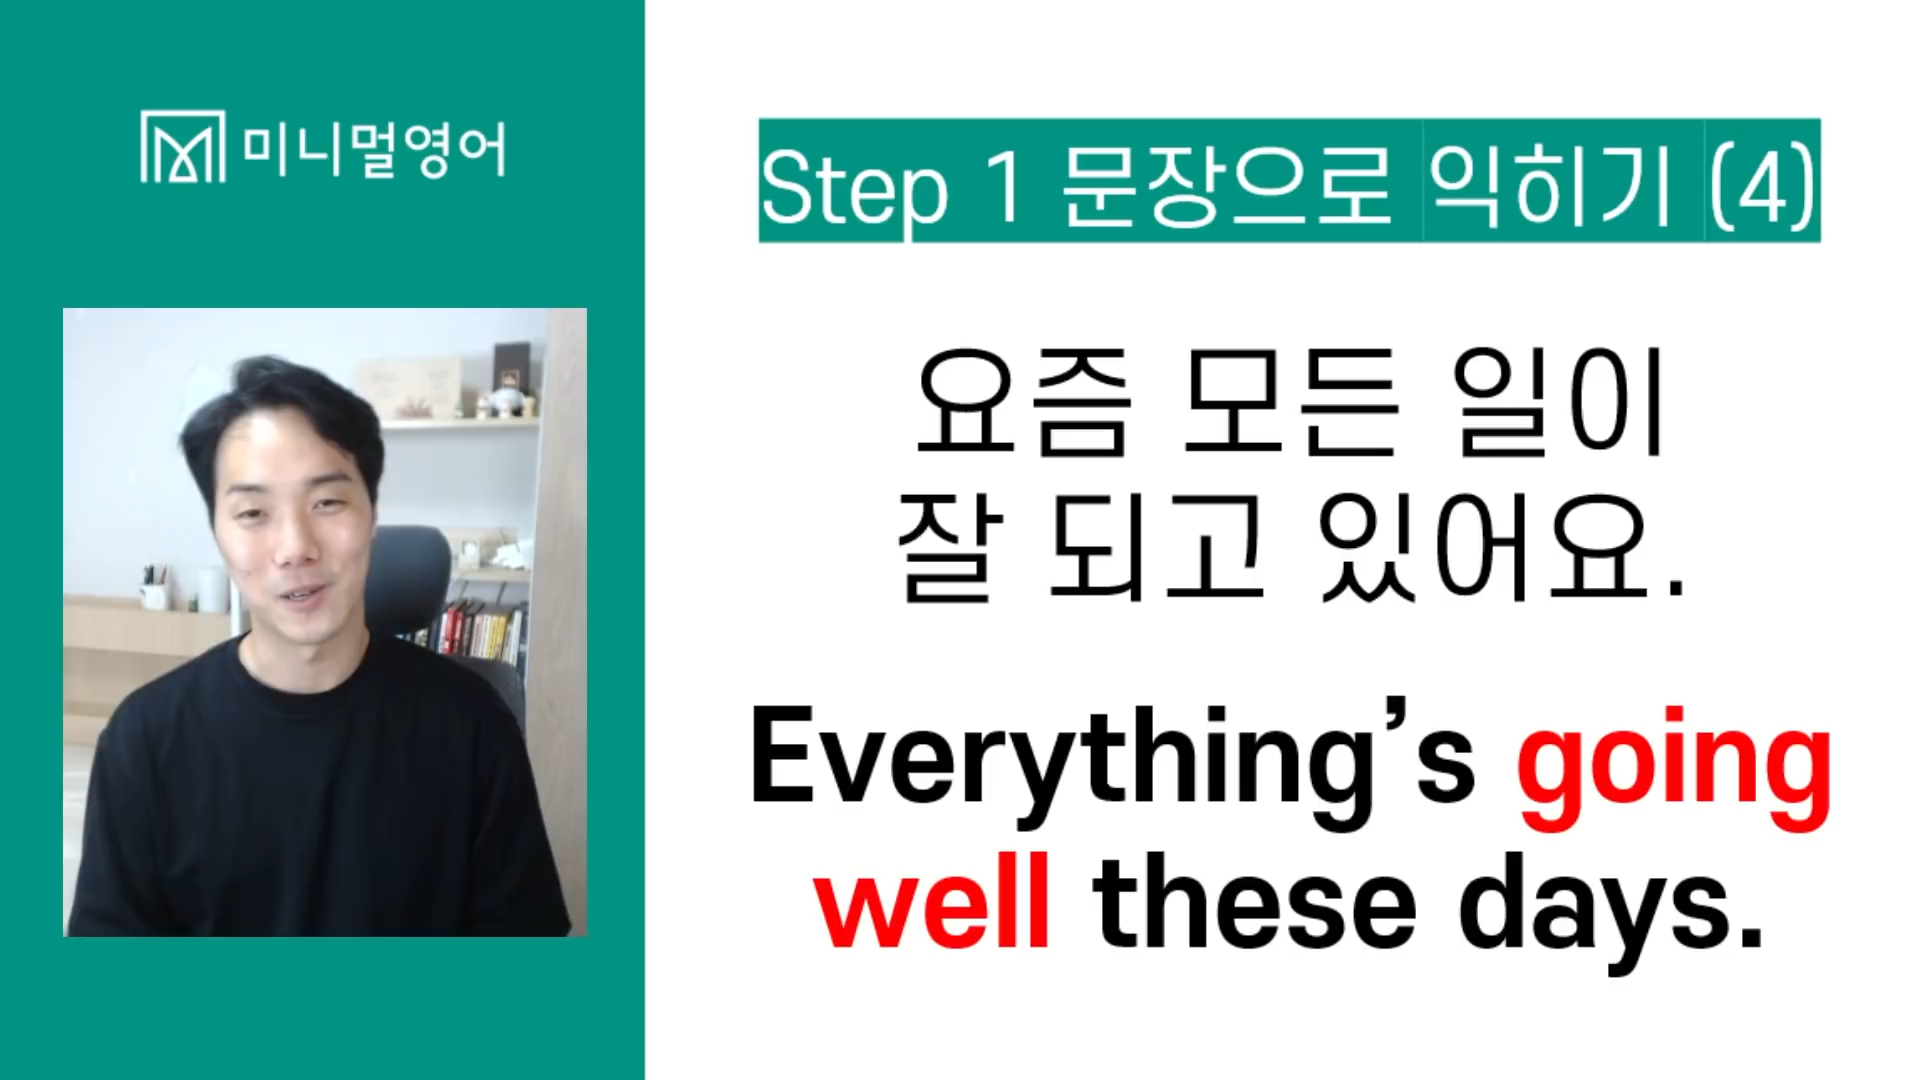 미니멀영어
Step 1 문장으로 익히기 (4)
요즘 모든 일이
잘 되고 있어요.
Everything’s going
well these days.